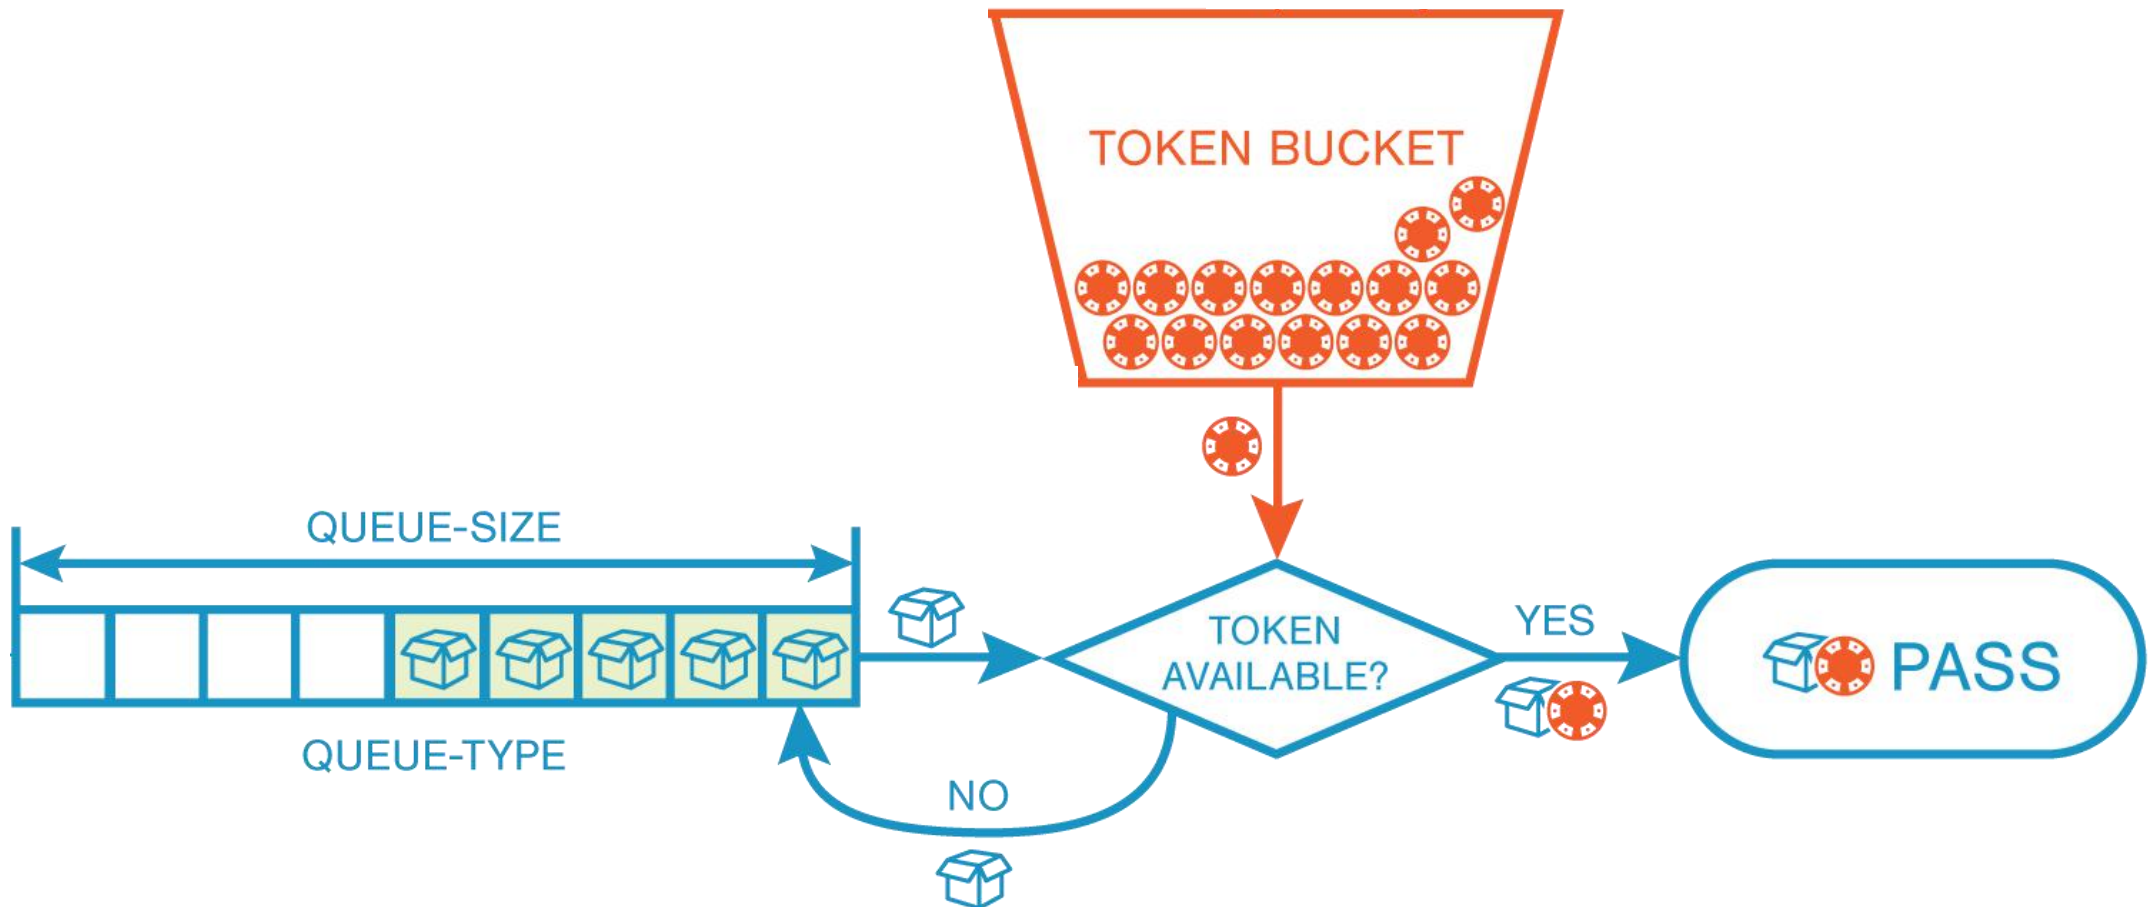 TOKEN BUCKET
QUEUE-SIZE
TOKEN
AVAILABLE?
YES
PASS
QUEUE-TYPE
NO